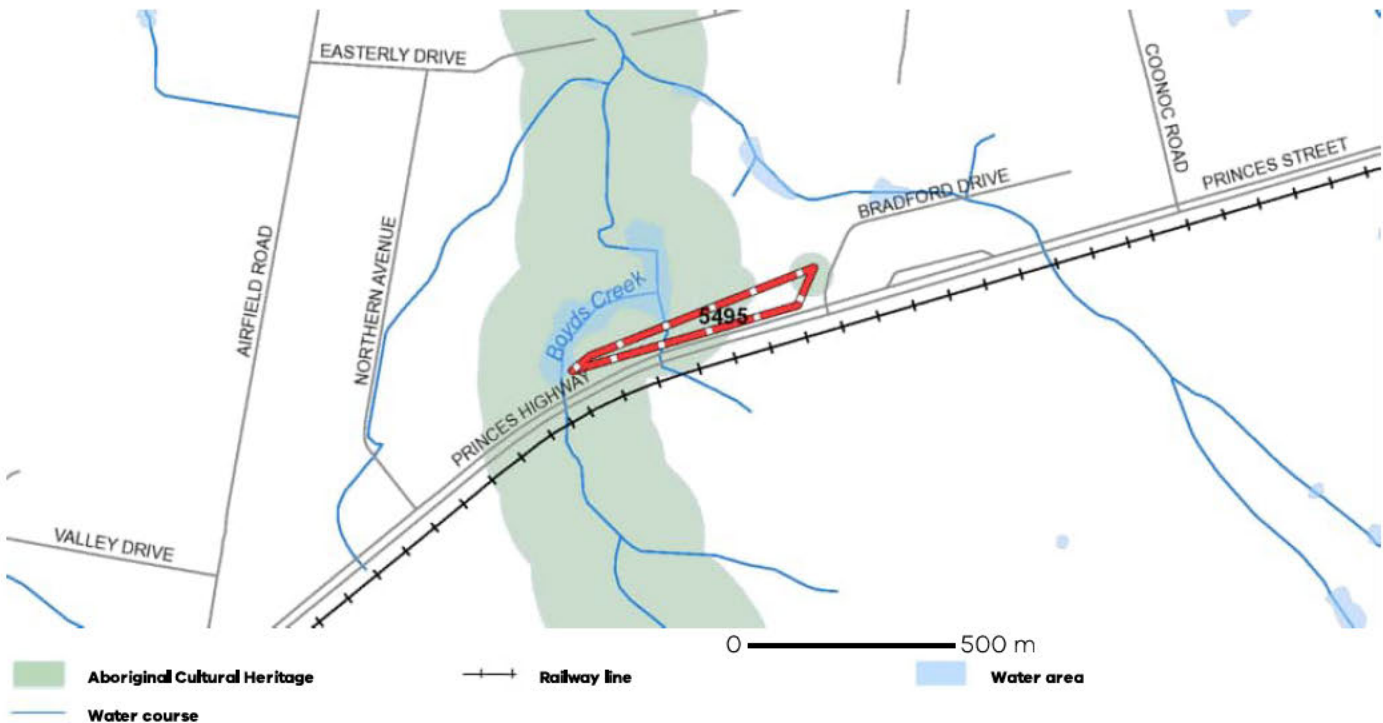 EASTERLY DRIVE
COONOC ROAD
PRINCES STREET
BRADFORD DRIVE
AIRFIELD ROAD
NORTHERN AVENUE
Boyds Creek
5495
PRINCES HIGHWAY
VALLEY DRIVE
0 500 m
Aboriginal Cultural Heritage
Railway line
Water area
Water course